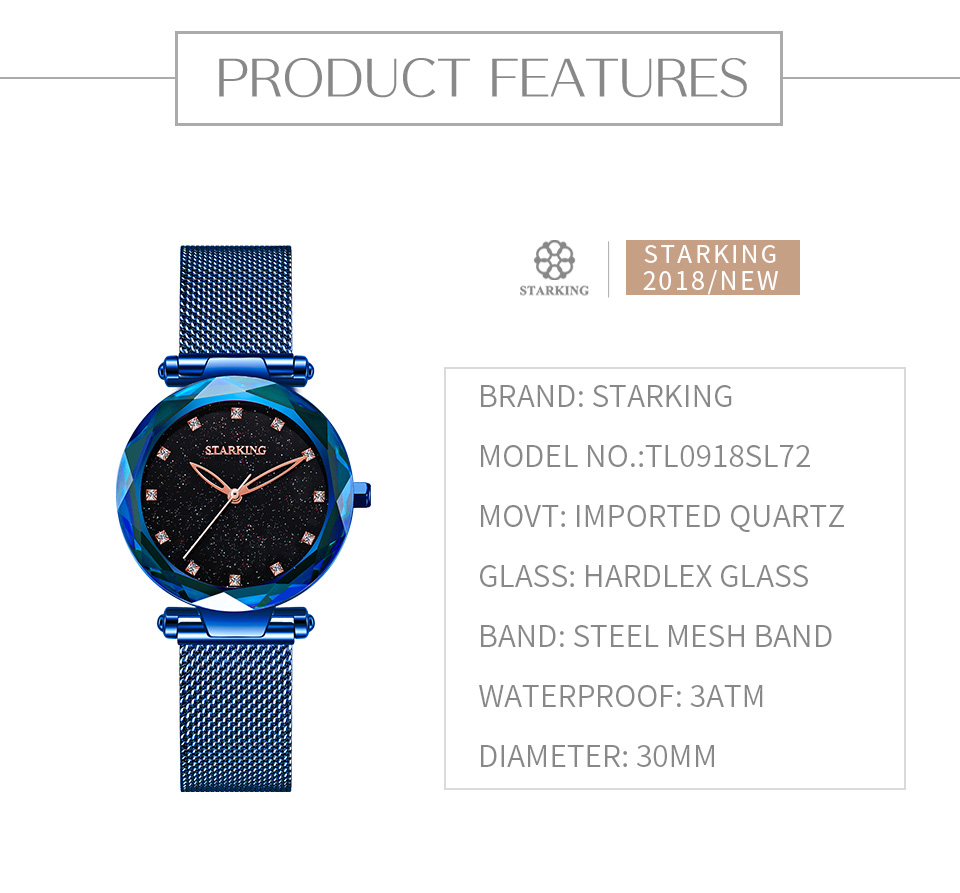 PRODUCT FEATURES
STARKING
STARKING
2018/NEW
STARKING
BRAND: STARKING
MODEL NO.:TL0918SL72
MOVT: IMPORTED QUARTZ
GLASS: HARDLEX GLASS
BAND: STEEL MESH BAND
WATERPROOF: 3ATM
DIAMETER: 30MM